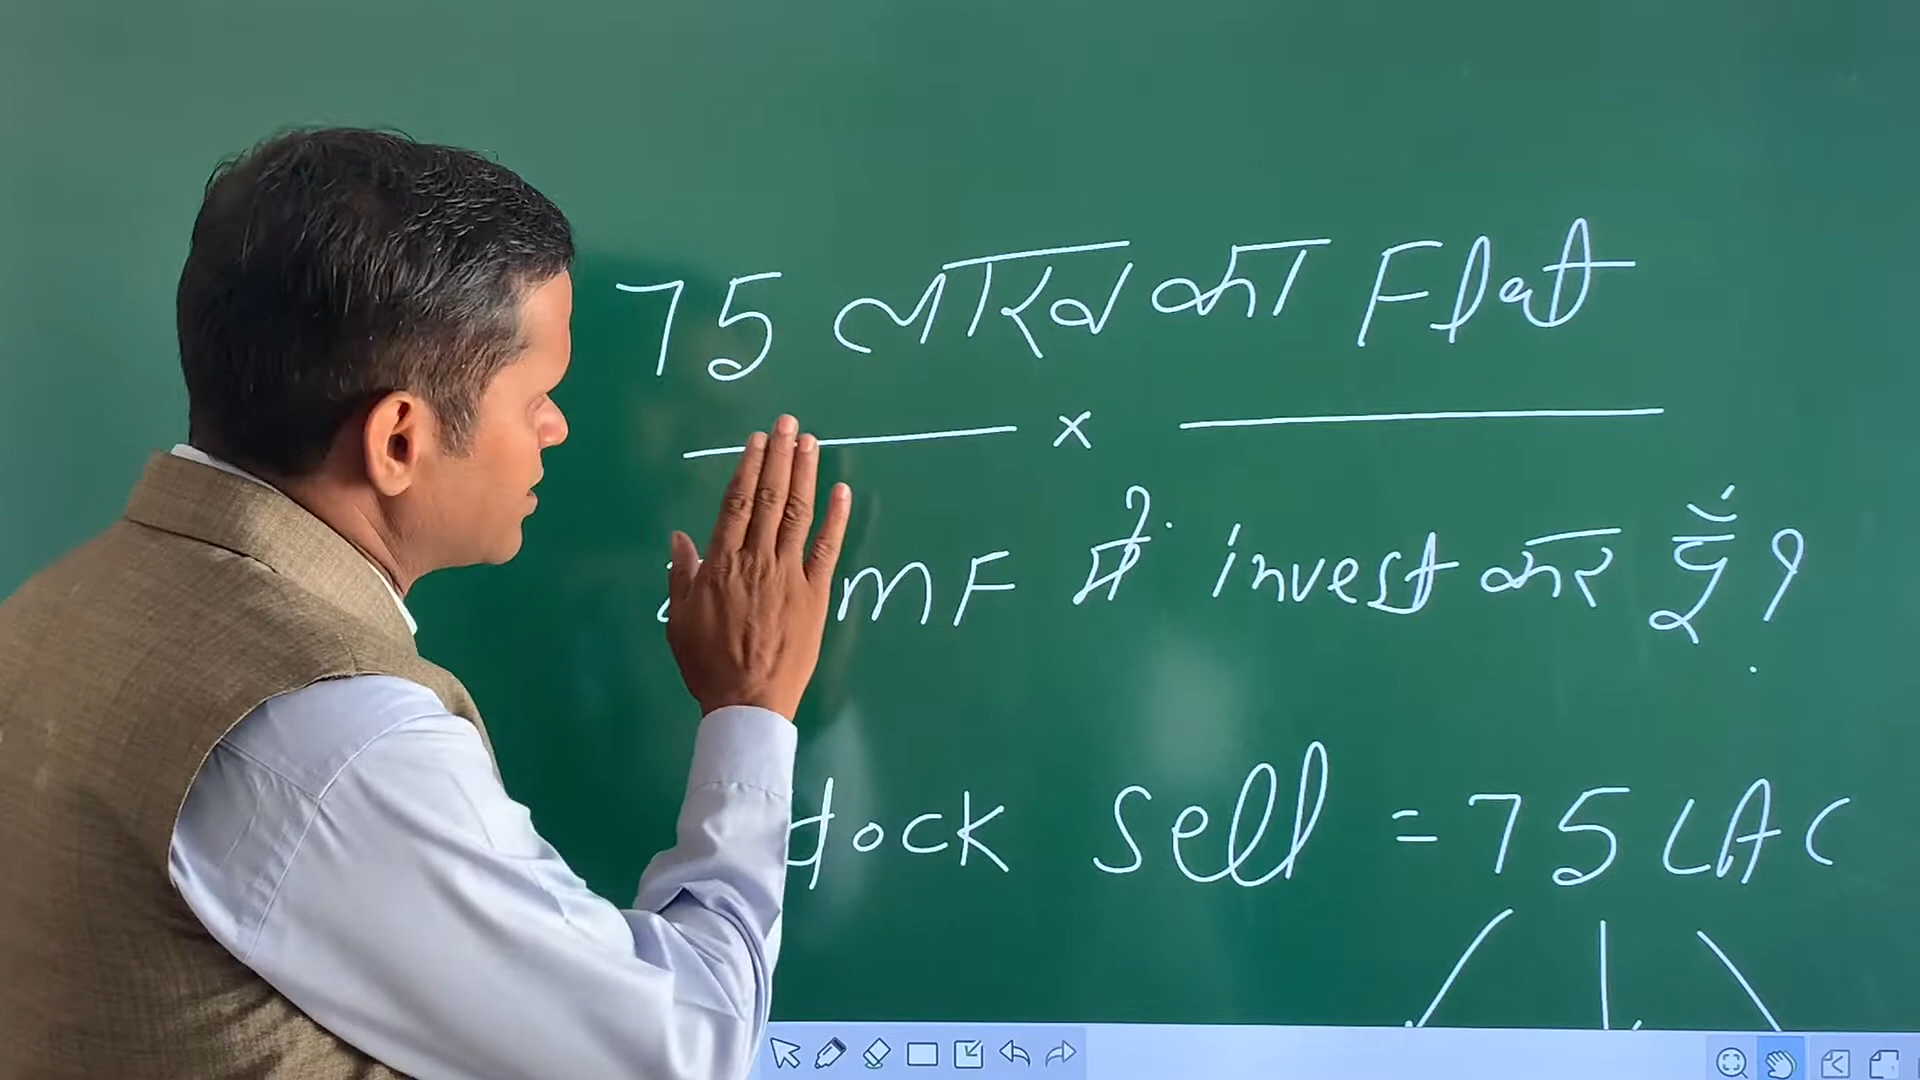 75 लाख का Flat
MF में invest कर दूँ?
stock sell = 75 LAC